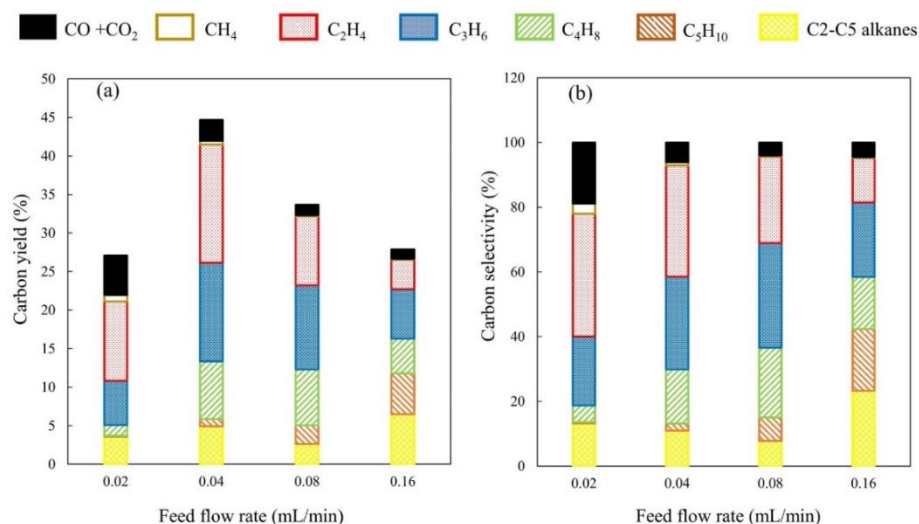 CO +CO₂ CH₄ C₂H₄ C₃H₆ C₄H₈ C₅H₁₀ C2-C5 alkanes
(a)
Carbon yield (%)
50
45
40
35
30
25
20
15
10
5
0
0.02 0.04 0.08 0.16
Feed flow rate (mL/min)
(b)
Carbon selectivity (%)
120
100
80
60
40
20
0
0.02 0.04 0.08 0.16
Feed flow rate (mL/min)